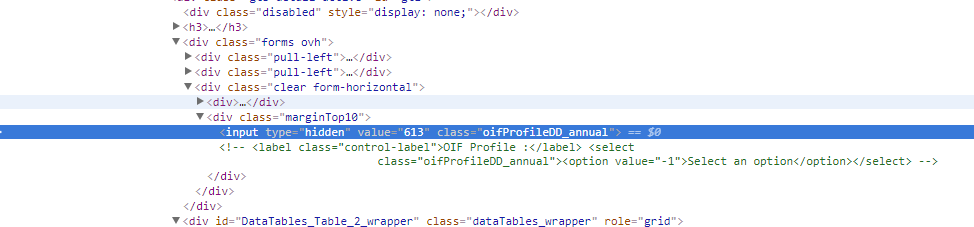 <div class="disabled" style="display: none;"></div>
▶<h3>…</h3>
▼<div class="forms ovh">
▶<div class="pull-left">…</div>
▶<div class="pull-left">…</div>
▼<div class="clear form-horizontal">
▶<div>…</div>
▼<div class="marginTop10">
<input type="hidden" value="613" class="oifProfileDD_annual"> == $0
<!-- <label class="control-label">OIF Profile :</label> <select
class="oifProfileDD_annual"><option value="-1">Select an option</option></select> -->
</div>
</div>
</div>
▼<div id="DataTables_Table_2_wrapper" class="dataTables_wrapper" role="grid">